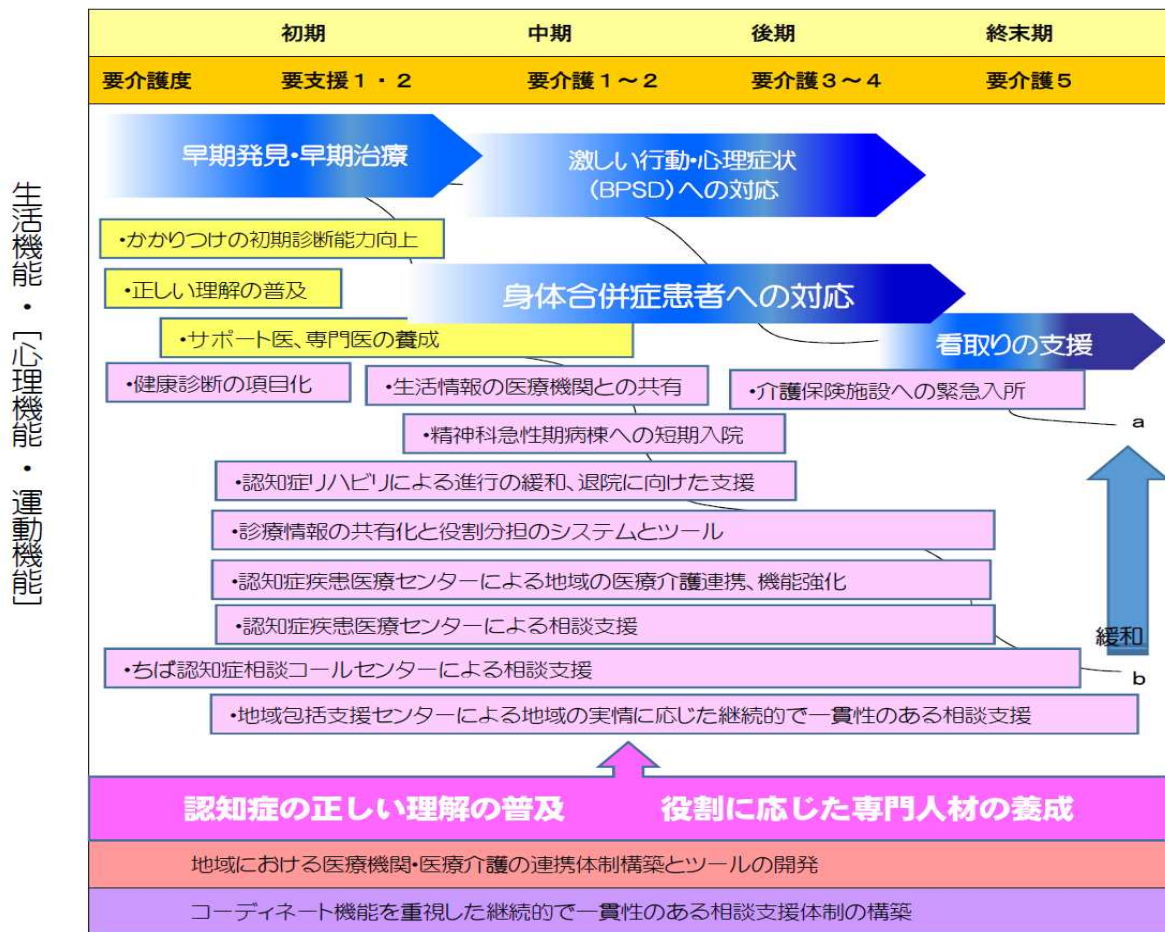 初期 中期 後期 終末期
要介護度 要支援1・2 要介護1〜2 要介護3〜4 要介護5
生活機能・[心理機能・運動機能]
早期発見・早期治療
激しい行動・心理症状
(BPSD)への対応
・かかりつけの初期診断能力向上
・正しい理解の普及
身体合併症患者への対応
・サポート医、専門医の養成
看取りの支援
・健康診断の項目化
・生活情報の医療機関との共有
・介護保険施設への緊急入所
a
・精神科急性期病棟への短期入院
・認知症リハビリによる進行の緩和、退院に向けた支援
・診療情報の共有化と役割分担のシステムとツール
・認知症疾患医療センターによる地域の医療介護連携、機能強化
・認知症疾患医療センターによる相談支援
緩和
・ちば認知症相談コールセンターによる相談支援
b
・地域包括支援センターによる地域の実情に応じた継続的で一貫性のある相談支援
認知症の正しい理解の普及 役割に応じた専門人材の養成
地域における医療機関・医療介護の連携体制構築とツールの開発
コーディネート機能を重視した継続的で一貫性のある相談支援体制の構築